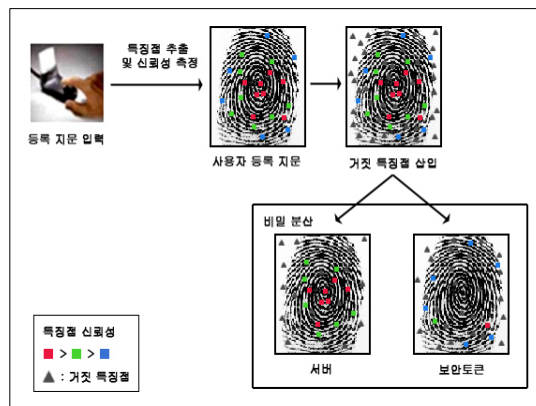 특징점 추출
및 신뢰성 측정
등록 지문 입력
사용자 등록 지문
거짓 특징점 삽입
비밀 분산
서버
보안토큰
특징점 신뢰성
■ > ■ > ■
▲ : 거짓 특징점